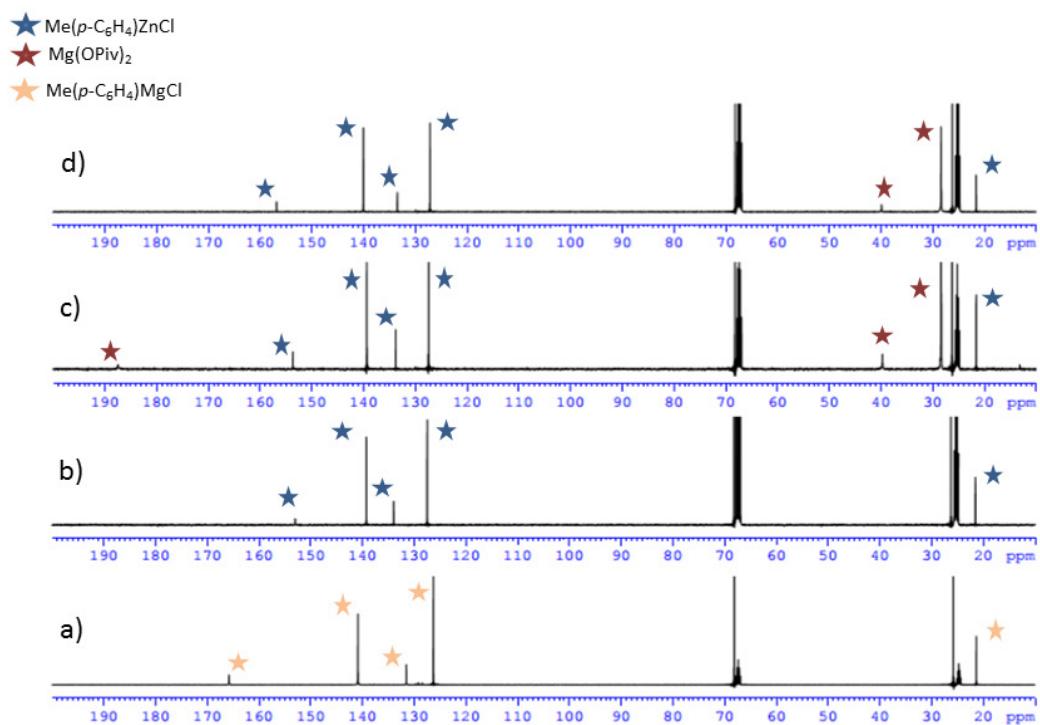 Me(p-C₆H₄)ZnCl
Mg(OPiv)₂
Me(p-C₆H₄)MgCl
d)
190 180 170 160 150 140 130 120 110 100 90 80 70 60 50 40 30 20 ppm
c)
190 180 170 160 150 140 130 120 110 100 90 80 70 60 50 40 30 20 ppm
b)
190 180 170 160 150 140 130 120 110 100 90 80 70 60 50 40 30 20 ppm
a)
190 180 170 160 150 140 130 120 110 100 90 80 70 60 50 40 30 20 ppm